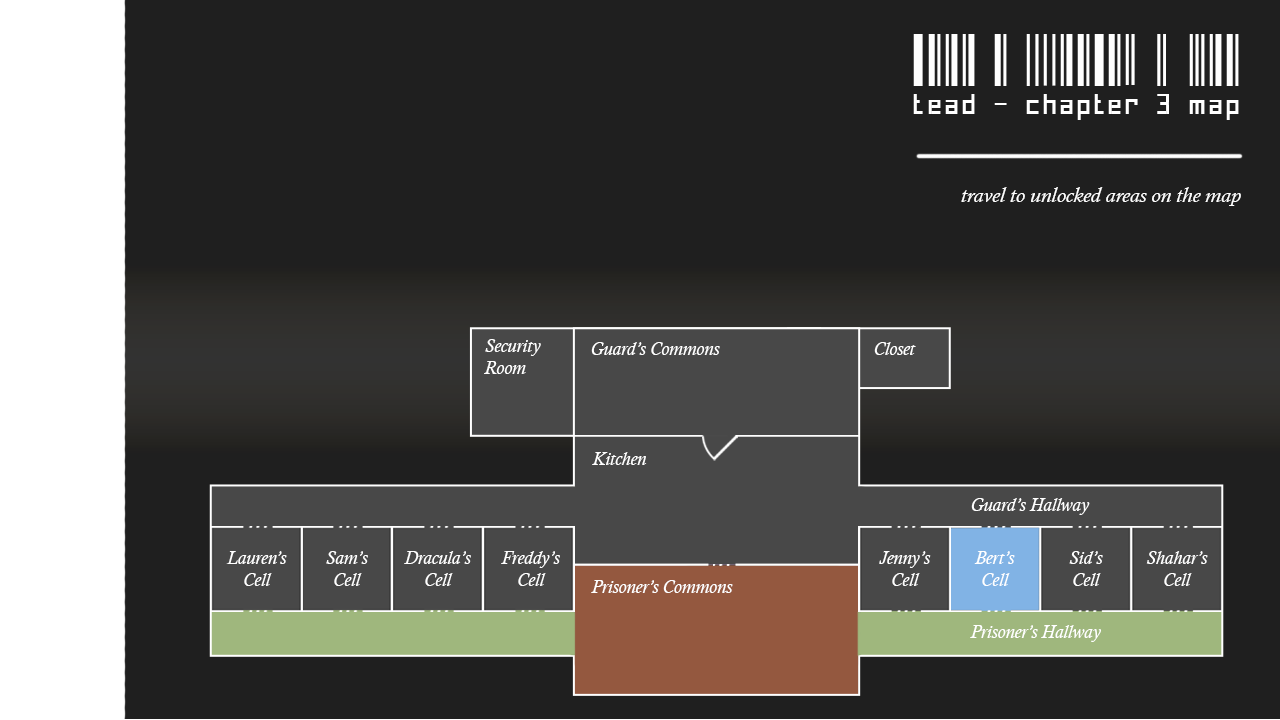 tead - chapter 3 map
travel to unlocked areas on the map
Security
Room
Guard's Commons
Closet
Kitchen
Guard's Hallway
Lauren's
Cell
Sam's
Cell
Dracula's
Cell
Freddy's
Cell
Prisoner's Commons
Jenny's
Cell
Bert's
Cell
Sid's
Cell
Shahar's
Cell
Prisoner's Hallway